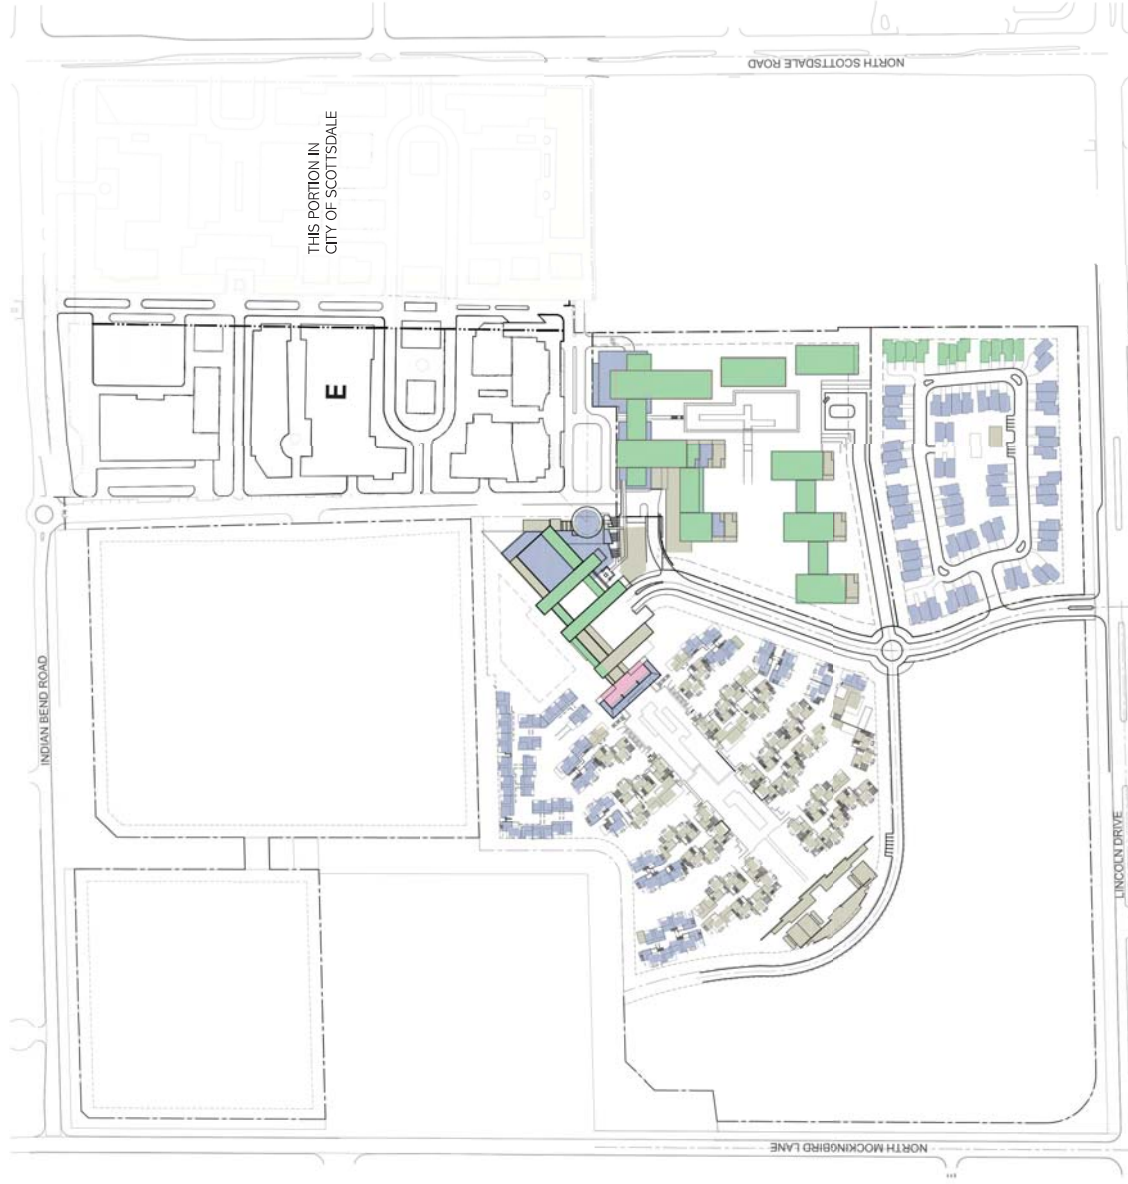 NORTH SCOTTSDALE ROAD
THIS PORTION IN
CITY OF SCOTTSDALE
E
INDIAN BEND ROAD
LINCOLN DRIVE
NORTH MOCKINGBIRD LANE